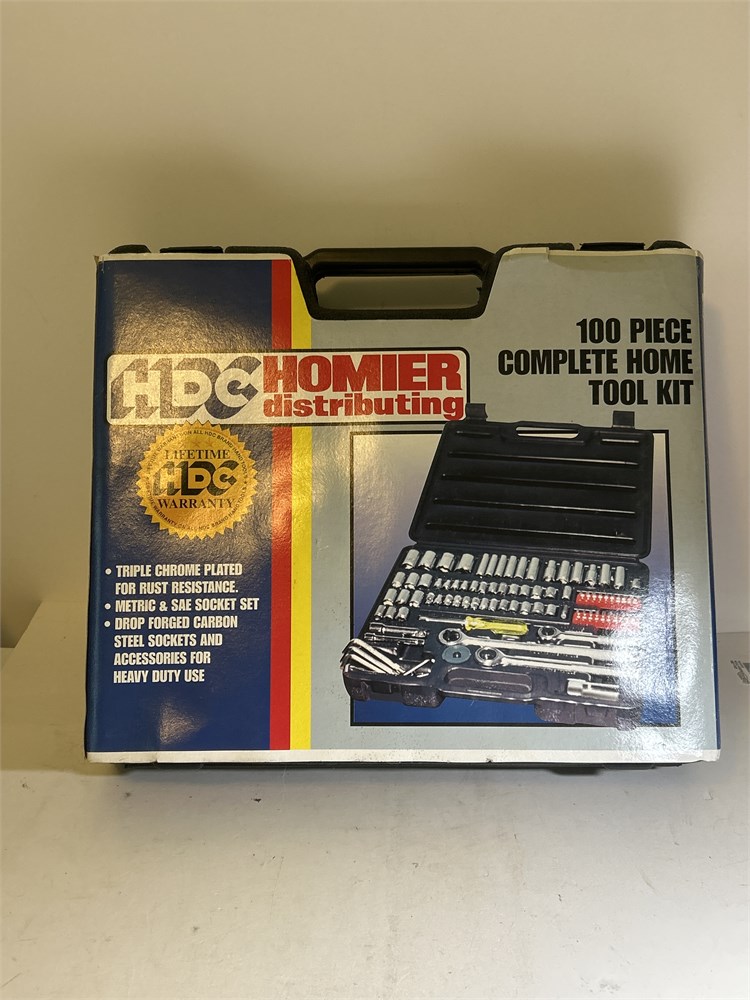 100 PIECE
COMPLETE HOME
TOOL KIT
HDC HOMIER
distributing
LIFETIME
HDC
WARRANTY
• TRIPLE CHROME PLATED
FOR RUST RESISTANCE.
• METRIC & SAE SOCKET SET
• DROP FORGED CARBON
STEEL SOCKETS AND
ACCESSORIES FOR
HEAVY DUTY USE